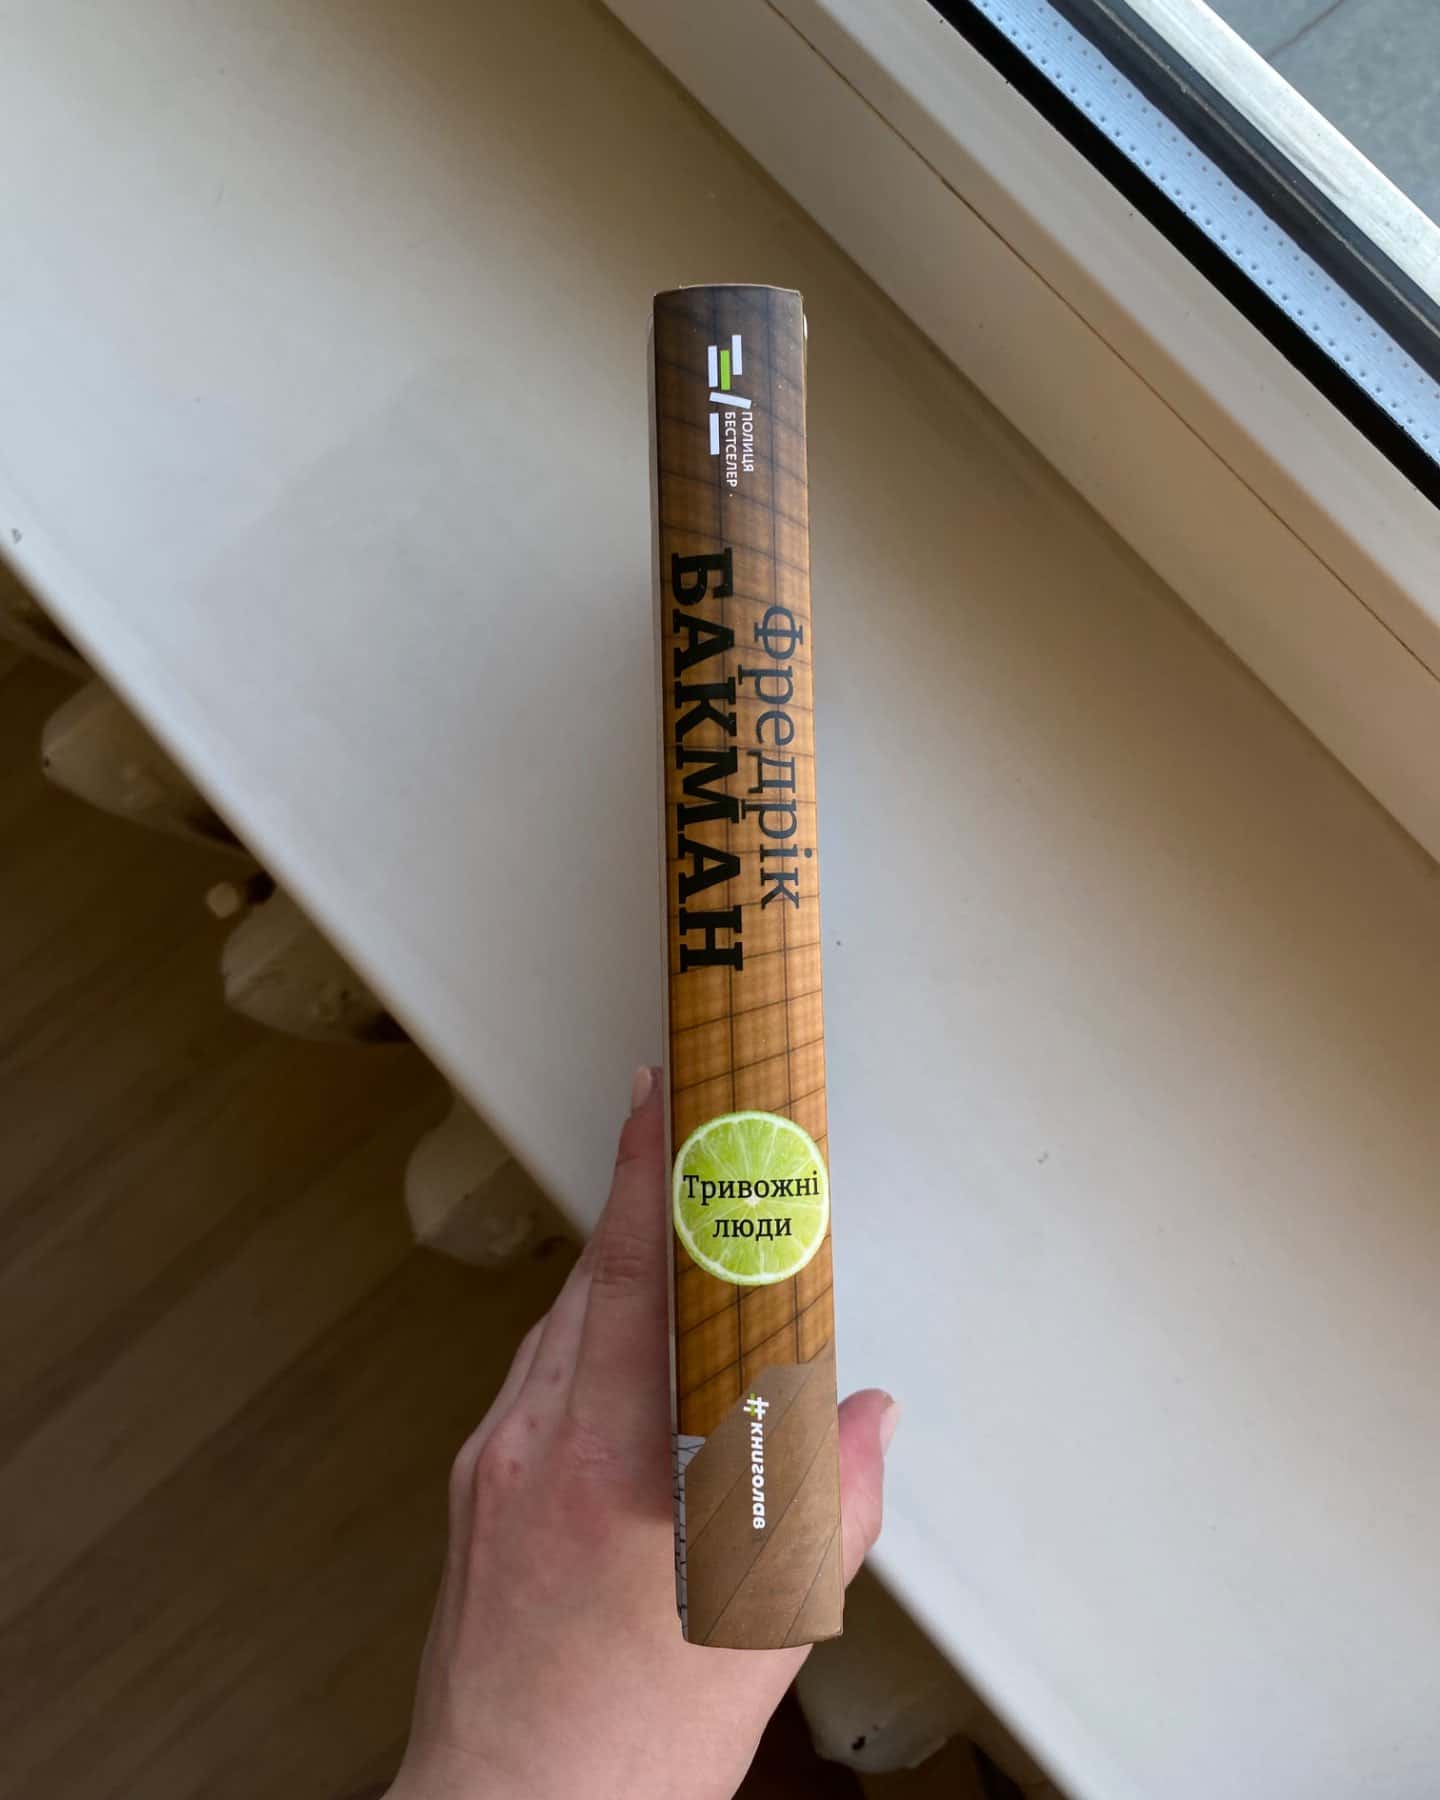 ПОЛИЦЯ
БЕСТСЕЛЕР
Фредрік
БАКМАН
Тривожні
люди
#книголав